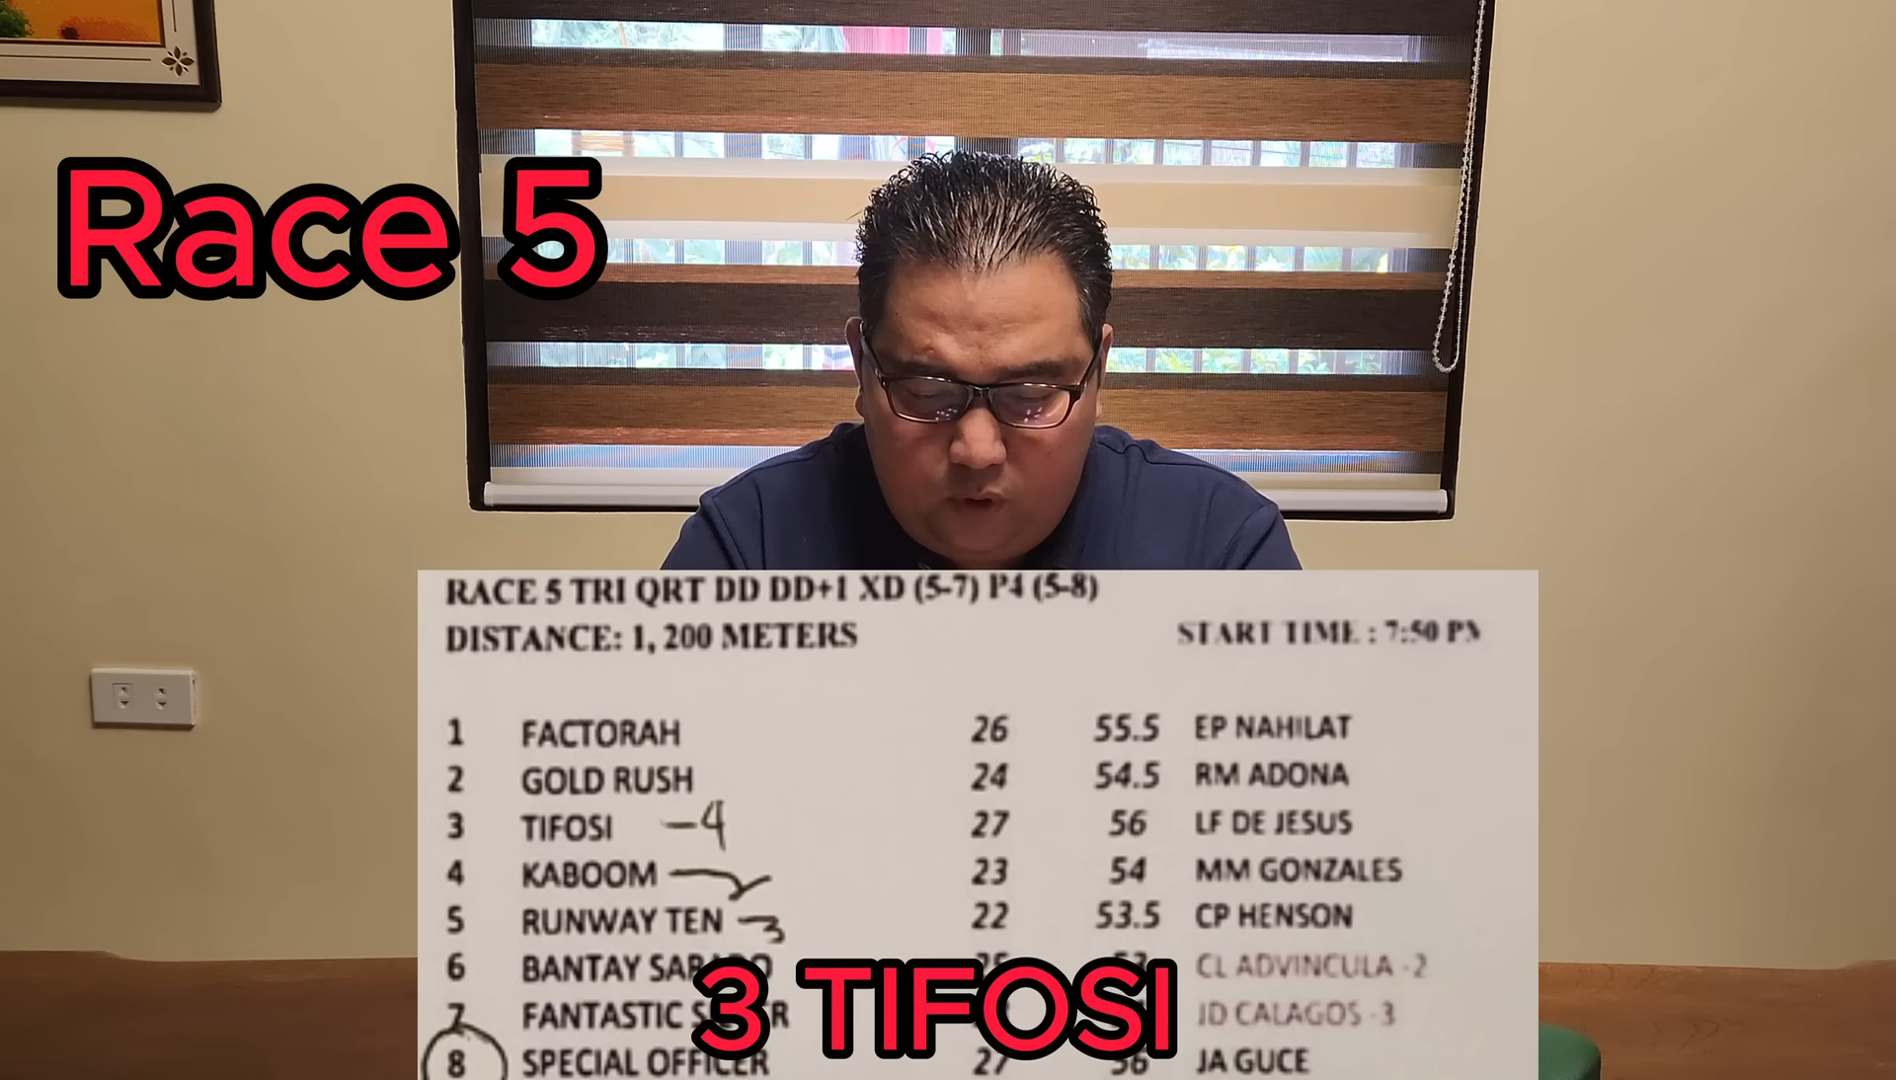 Race 5
RACE 5 TRI QRT DD DD+1 XD (5-7) P4 (5-8)
DISTANCE: 1, 200 METERS START TIME : 7:50 PM
1 FACTORAH 26 55.5 EP NAHILAT
2 GOLD RUSH 24 54.5 RM ADONA
3 TIFOSI -4 27 56 LF DE JESUS
4 KABOOM 23 54 MM GONZALES
5 RUNWAY TEN -3 22 53.5 CP HENSON
6 BANTAY CL ADVINCULA -2
7 FANTASTIC JD CALAGOS -3
8 SPECIAL OFFICER 27 56 JA GUCE
3 TIFOSI